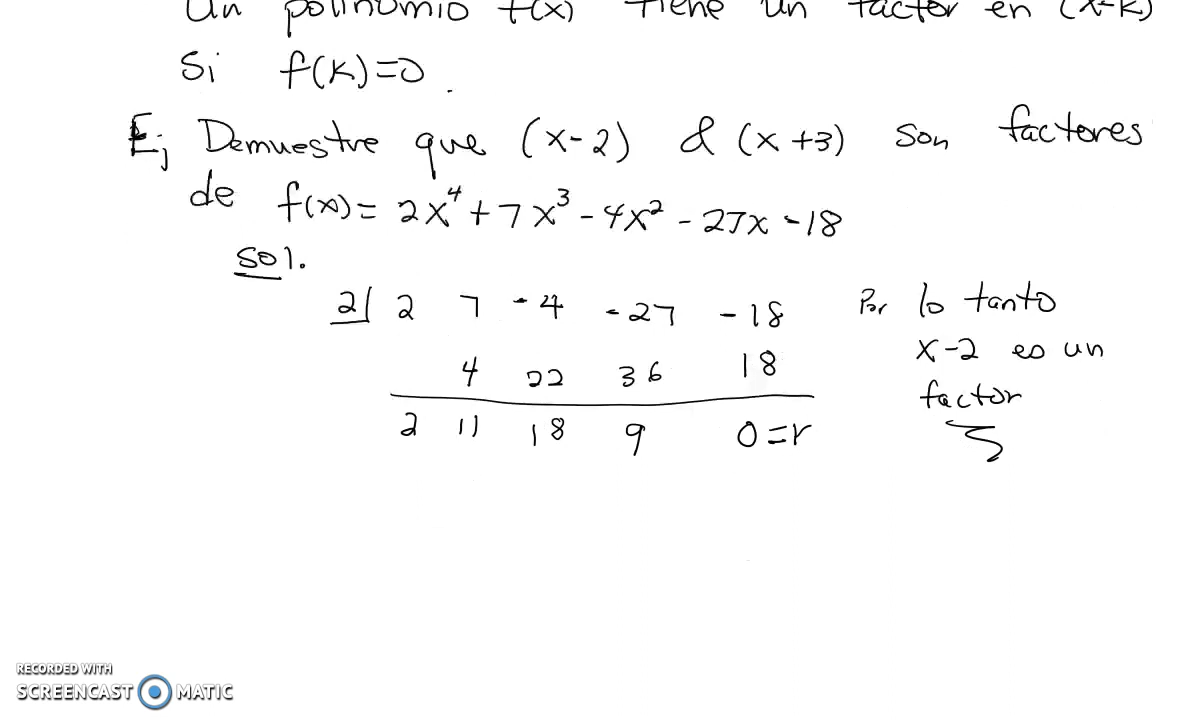 Un polinomio f(x) tiene un factor en (x-k)
Si f(k)=0.
Ej Demuestre que (x-2) & (x+3) son factores
de f(x)= 2x⁴+7x³-4x²-27x-18
Sol.
2| 2 7 -4 -27 -18
4 22 36 18
2 11 18 9 0=r
Por lo tanto
x-2 es un
factor
RECORDED WITH
SCREENCAST MATIC